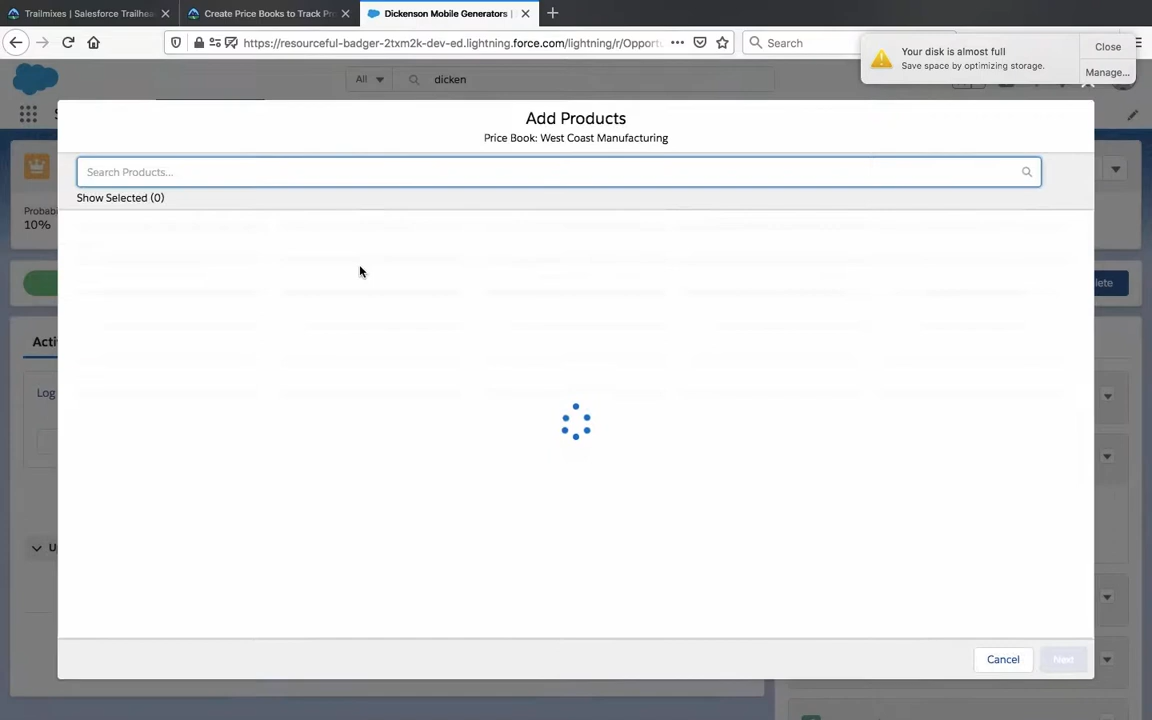 Trailmixes | Salesforce Trailhea
Create Price Books to Track Pr
Dickenson Mobile Generators |
https://resourceful-badger-2txm2k-dev-ed.lightning.force.com/lightning/r/Opport
Search
Your disk is almost full
Save space by optimizing storage.
Close
Manage...
All
dicken
Add Products
Price Book: West Coast Manufacturing
Search Products...
Show Selected (0)
Probabi
10%
lete
Acti
Log
U
Cancel
Next